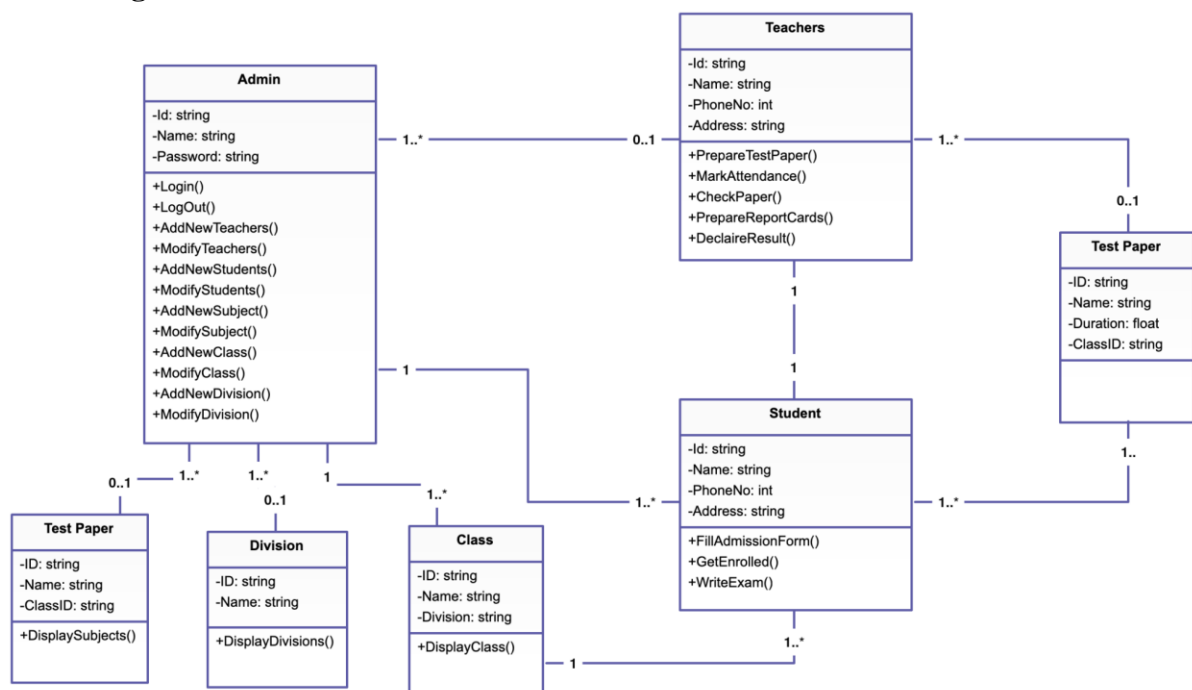 Teachers
-Id: string
-Name: string
-PhoneNo: int
-Address: string
+PrepareTestPaper()
+MarkAttendance()
+CheckPaper()
+PrepareReportCards()
+DeclaireResult()
Admin
-Id: string
-Name: string
-Password: string
+Login()
+LogOut()
+AddNewTeachers()
+ModifyTeachers()
+AddNewStudents()
+ModifyStudents()
+AddNewSubject()
+ModifySubject()
+AddNewClass()
+ModifyClass()
+AddNewDivision()
+ModifyDivision()
1..*
0..1
1..*
0..1
Test Paper
-ID: string
-Name: string
-Duration: float
-ClassID: string
1
1
1
1..*
Student
-Id: string
-Name: string
-PhoneNo: int
-Address: string
+FillAdmissionForm()
+GetEnrolled()
+WriteExam()
1..
1..*
1..*
1..*
1
0..1
0..1
1..*
Test Paper
-ID: string
-Name: string
-ClassID: string
+DisplaySubjects()
Division
-ID: string
-Name: string
+DisplayDivisions()
Class
-ID: string
-Name: string
-Division: string
+DisplayClass()
1
1..*